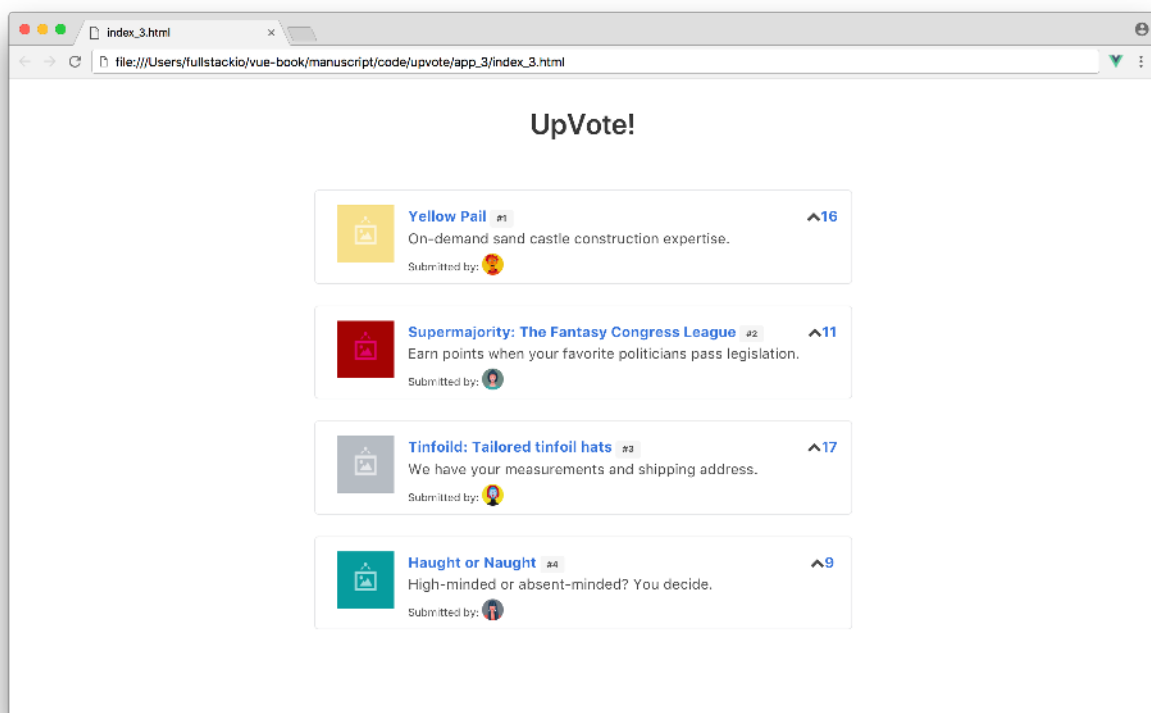 index_3.html
file:///Users/fullstackio/vue-book/manuscript/code/upvote/app_3/index_3.html
UpVote!
Yellow Pail #1 16
On-demand sand castle construction expertise.
Submitted by:
Supermajority: The Fantasy Congress League #2 11
Earn points when your favorite politicians pass legislation.
Submitted by:
Tinfoild: Tailored tinfoil hats #3 17
We have your measurements and shipping address.
Submitted by:
Haught or Naught #4 9
High-minded or absent-minded? You decide.
Submitted by: